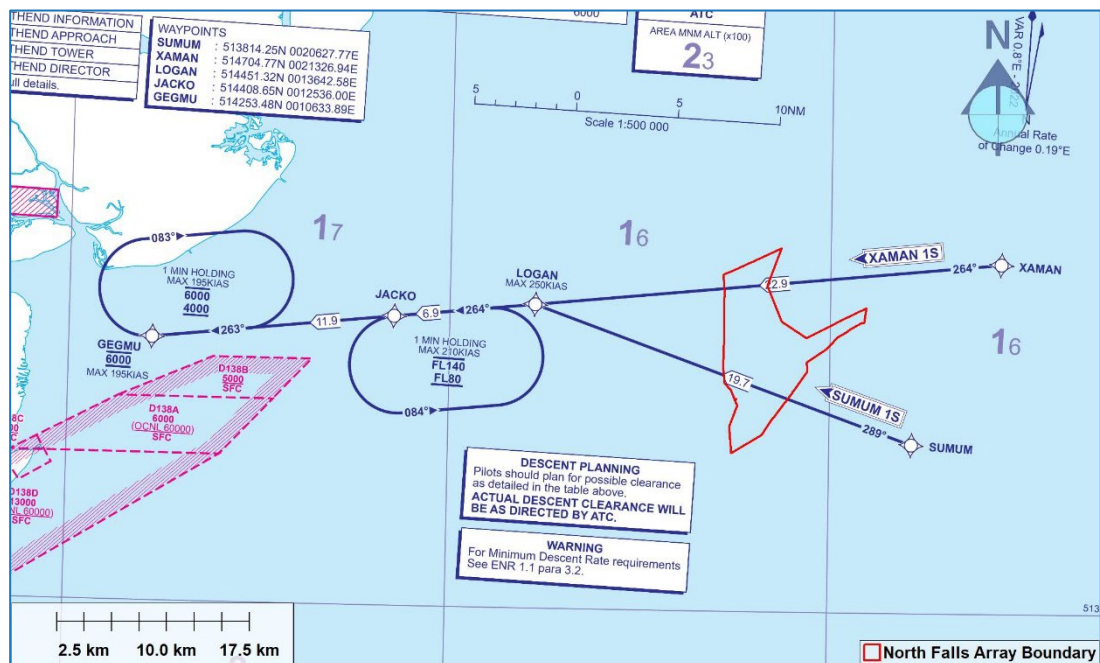 THEND INFORMATION
THEND APPROACH
THEND TOWER
THEND DIRECTOR
ull details.
WAYPOINTS
SUMUM : 513814.25N 0020627.77E
XAMAN : 514704.77N 0021326.94E
LOGAN : 514451.32N 0013642.58E
JACKO : 514408.65N 0012536.00E
GEGMU : 514253.48N 0010633.89E
6000
ATC
AREA MNM ALT (x100)
23
5 0 5 10NM
Scale 1:500 000
N
VAR 0.8°E - 2022
Annual Rate
of Change 0.19°E
17
16
083°
1 MIN HOLDING
MAX 195KIAS
6000
4000
263°
11.9
GEGMU
6000
MAX 195KIAS
JACKO
6.9
264°
LOGAN
MAX 250KIAS
1 MIN HOLDING
MAX 210KIAS
FL140
FL80
084°
22.9
XAMAN 1S
264°
XAMAN
16
19.7
SUMUM 1S
289°
SUMUM
D138B
5000
SFC
D138A
6000
(OCNL 60000)
SFC
38C
SFC
D138D
13000
NL 60000)
SFC
DESCENT PLANNING
Pilots should plan for possible clearance
as detailed in the table above.
ACTUAL DESCENT CLEARANCE WILL
BE AS DIRECTED BY ATC.
WARNING
For Minimum Descent Rate requirements
See ENR 1.1 para 3.2.
513
2.5 km 10.0 km 17.5 km
North Falls Array Boundary